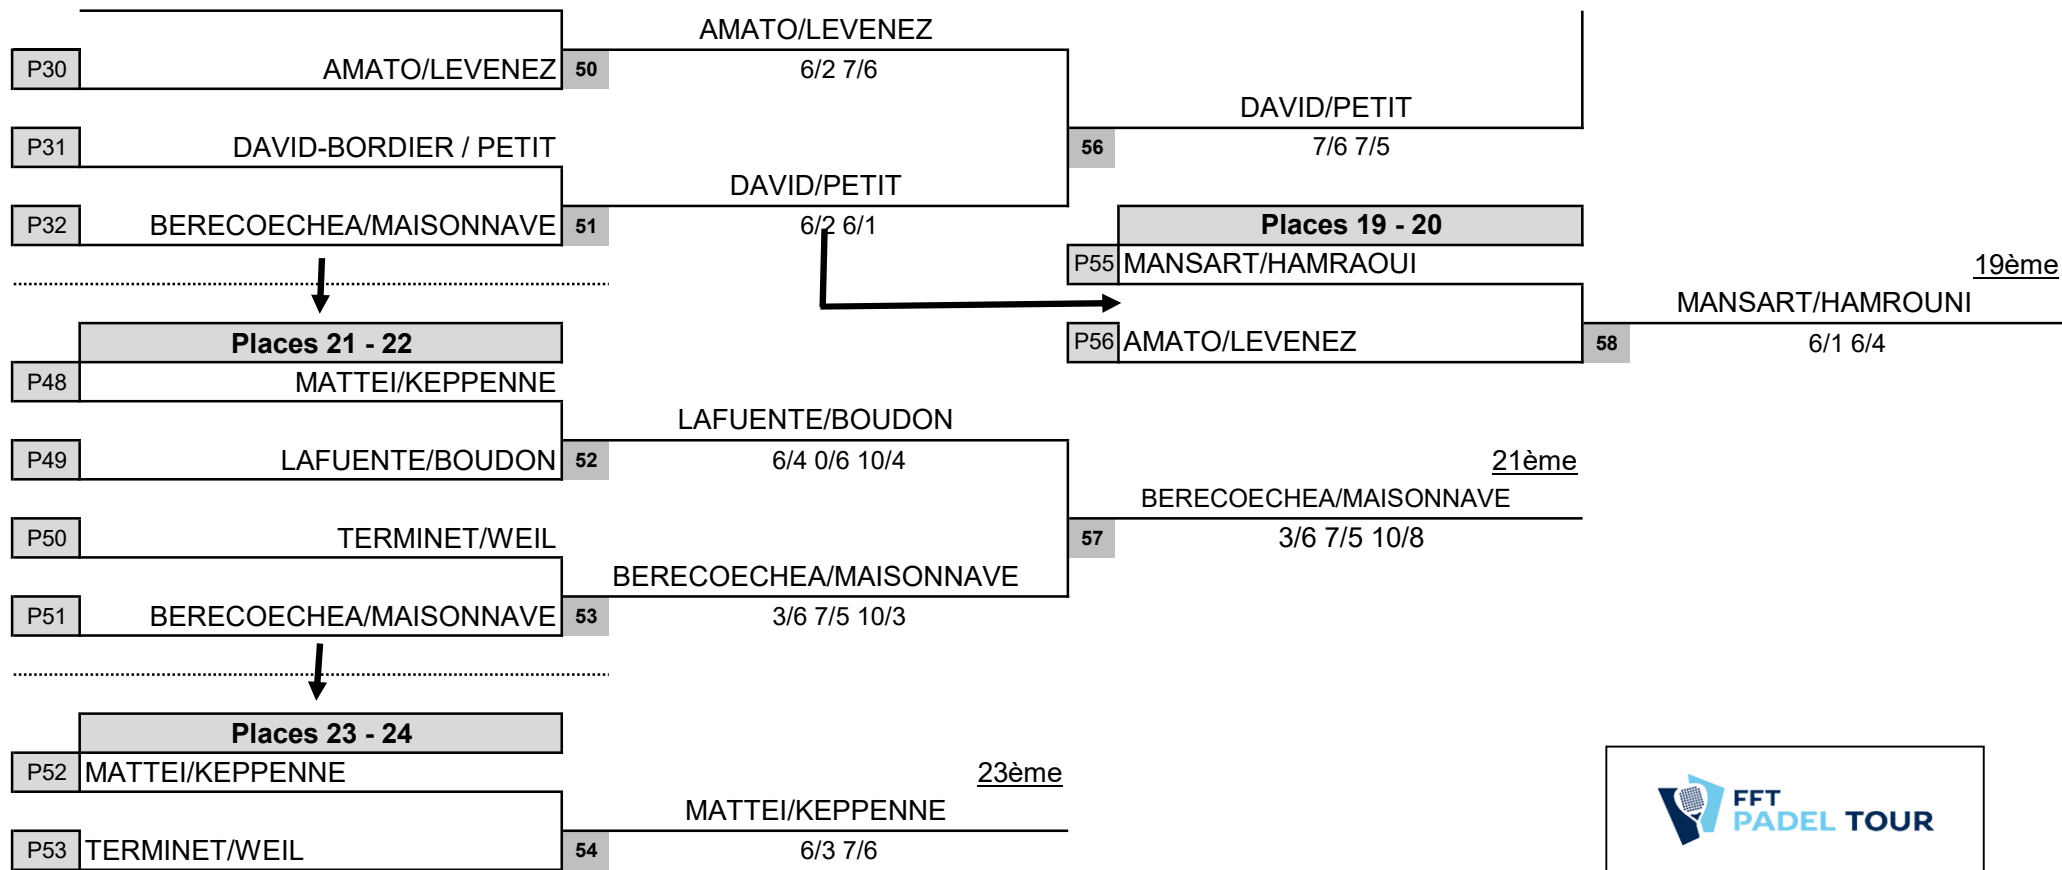 AMATO/LEVENEZ
P30 AMATO/LEVENEZ 50 6/2 7/6
DAVID/PETIT
P31 DAVID-BORDIER / PETIT 56 7/6 7/5
DAVID/PETIT
P32 BERECOECHEA/MAISONNAVE 51 6/2 6/1 Places 19 - 20
P55 MANSART/HAMRAOUI 19ème
MANSART/HAMROUNI
Places 21 - 22 P56 AMATO/LEVENEZ 58 6/1 6/4
P48 MATTEI/KEPPENNE
LAFUENTE/BOUDON
P49 LAFUENTE/BOUDON 52 6/4 0/6 10/4 21ème
BERECOECHEA/MAISONNAVE
P50 TERMINET/WEIL 57 3/6 7/5 10/8
BERECOECHEA/MAISONNAVE
P51 BERECOECHEA/MAISONNAVE 53 3/6 7/5 10/3
Places 23 - 24
P52 MATTEI/KEPPENNE 23ème
MATTEI/KEPPENNE
P53 TERMINET/WEIL 54 6/3 7/6
FFT
PADEL TOUR